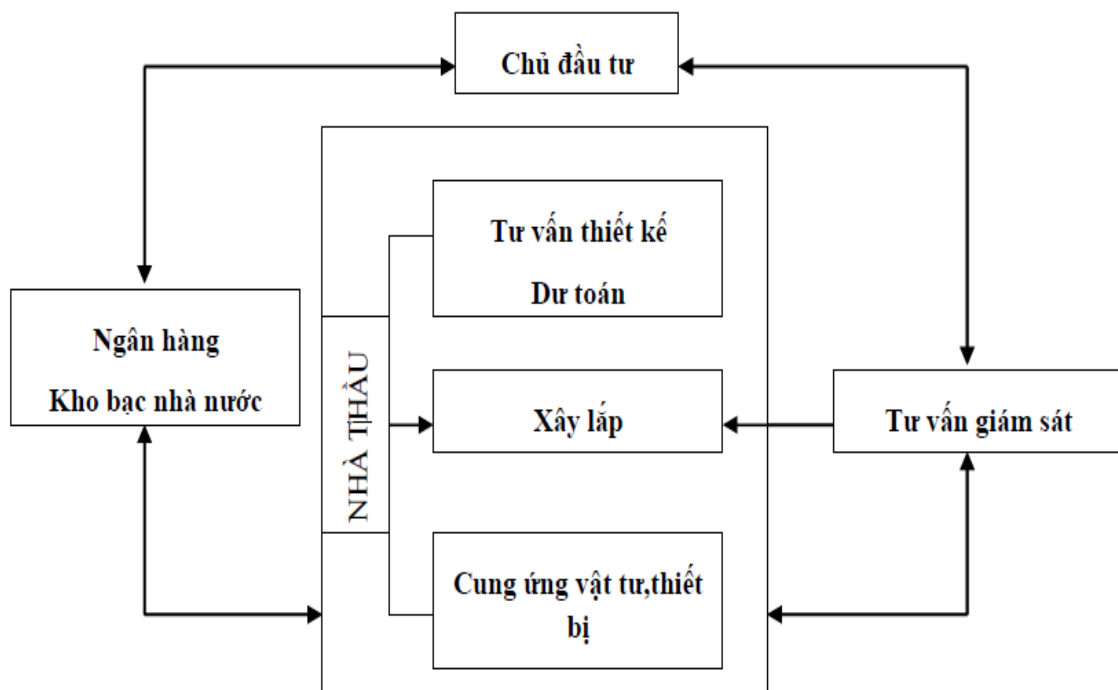 Chủ đầu tư
Tư vấn thiết kế
Dư toán
Ngân hàng
Kho bạc nhà nước
NHÀ THẦU
Xây lắp
Tư vấn giám sát
Cung ứng vật tư,thiết
bị